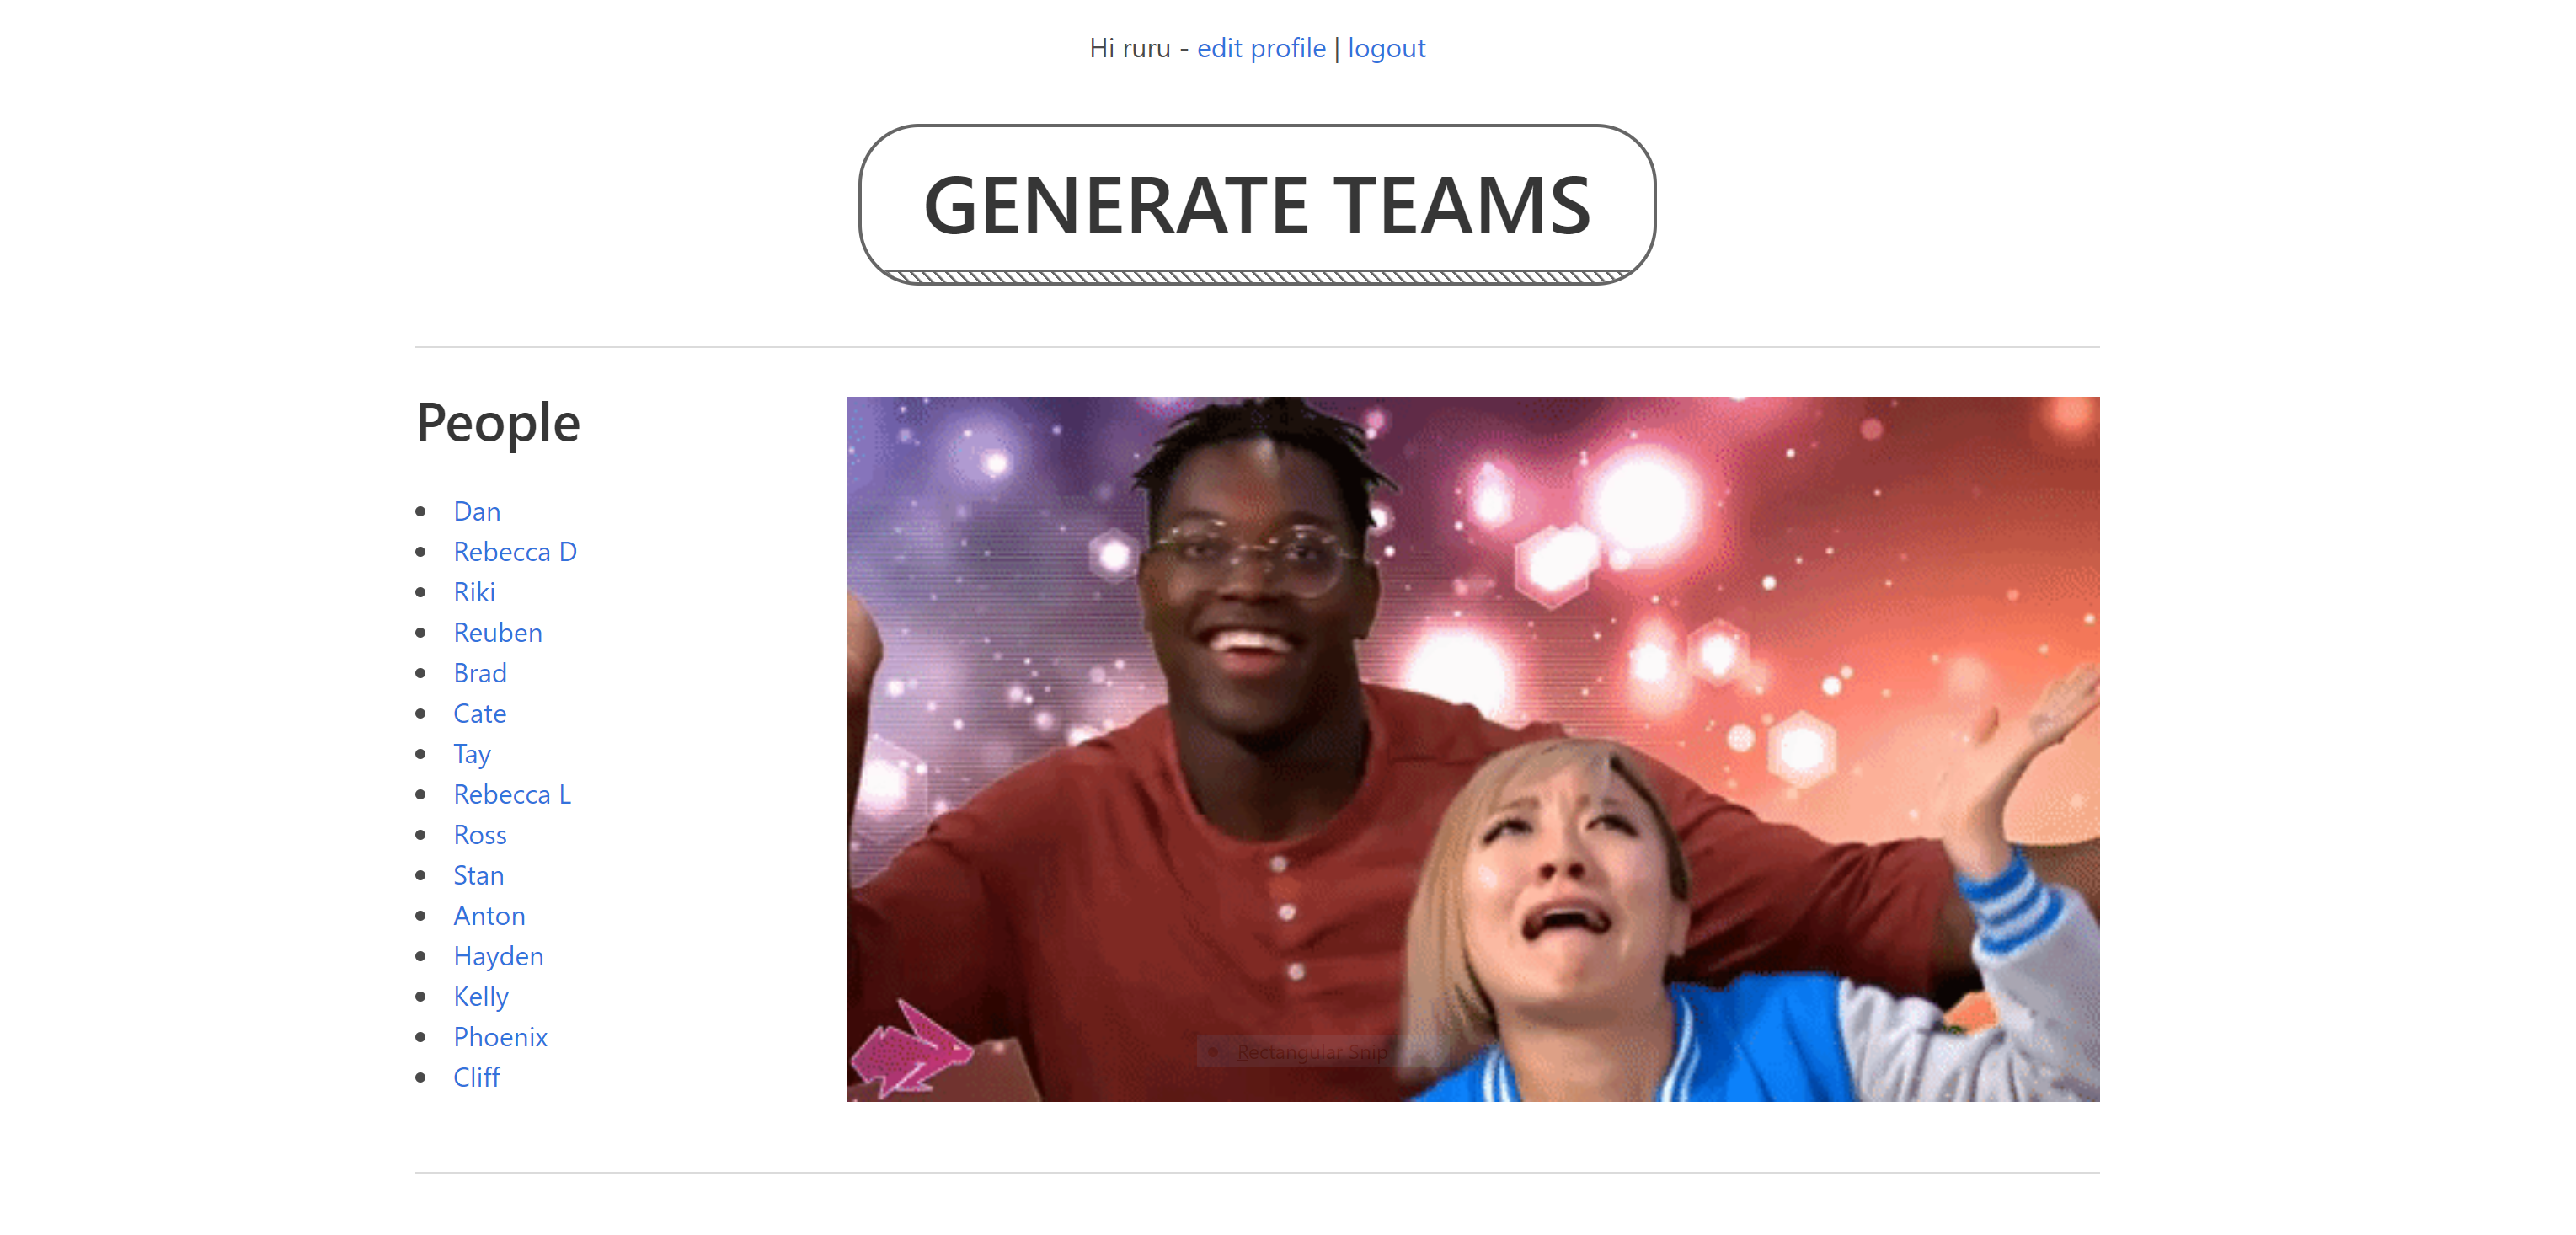 Hi ruru - edit profile | logout
GENERATE TEAMS
People
Dan
Rebecca D
Riki
Reuben
Brad
Cate
Tay
Rebecca L
Ross
Stan
Anton
Hayden
Kelly
Phoenix
Cliff
Rectangular Snip